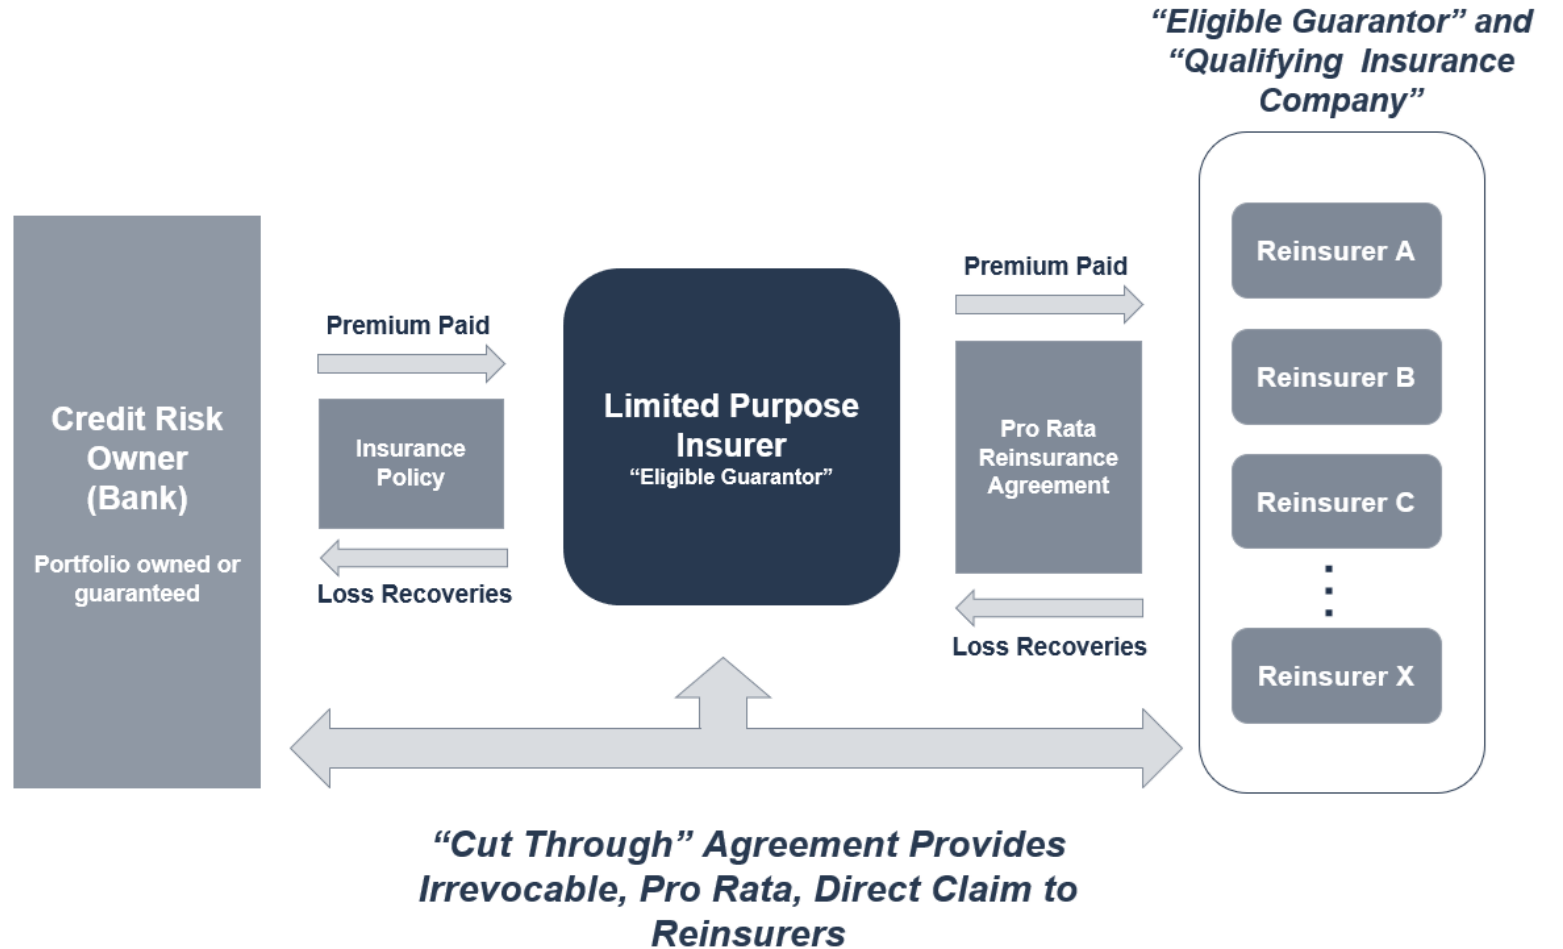 “Eligible Guarantor” and
“Qualifying Insurance
Company”
Credit Risk
Owner
(Bank)
Portfolio owned or
guaranteed
Premium Paid
Insurance
Policy
Loss Recoveries
Limited Purpose
Insurer
“Eligible Guarantor”
Premium Paid
Pro Rata
Reinsurance
Agreement
Loss Recoveries
Reinsurer A
Reinsurer B
Reinsurer C
Reinsurer X
“Cut Through” Agreement Provides
Irrevocable, Pro Rata, Direct Claim to
Reinsurers